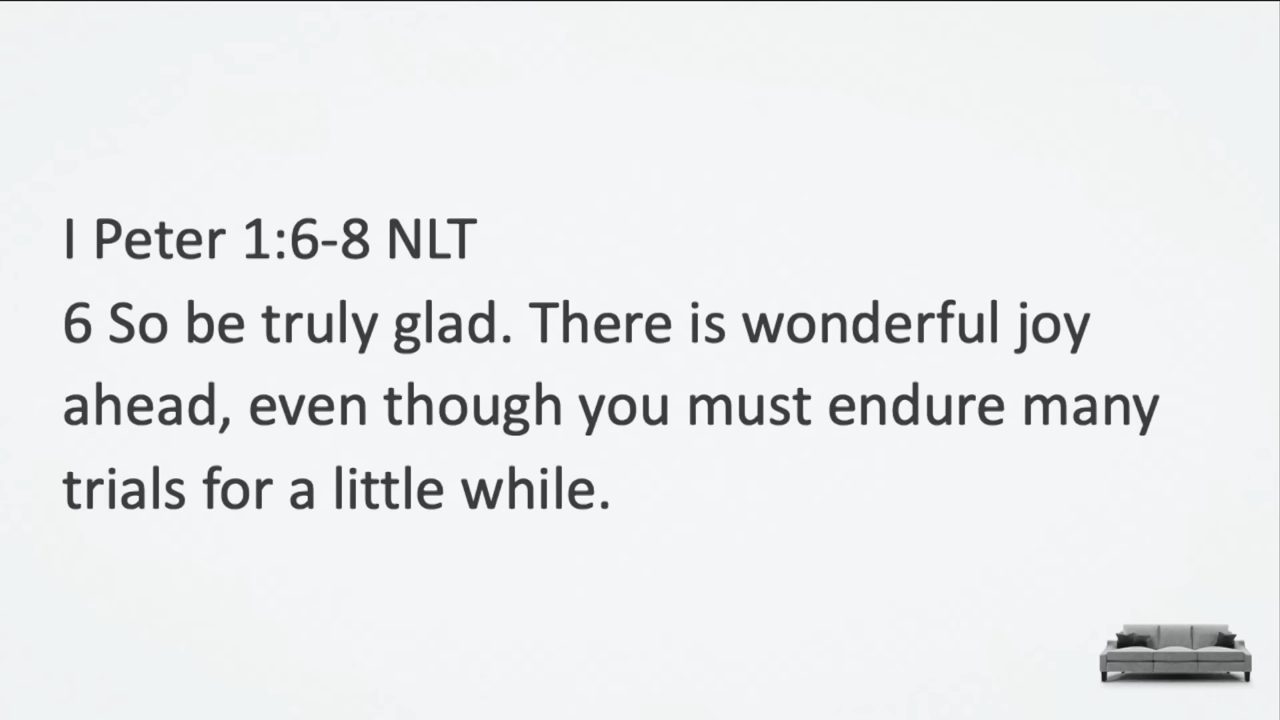 I Peter 1:6-8 NLT
6 So be truly glad. There is wonderful joy
ahead, even though you must endure many
trials for a little while.